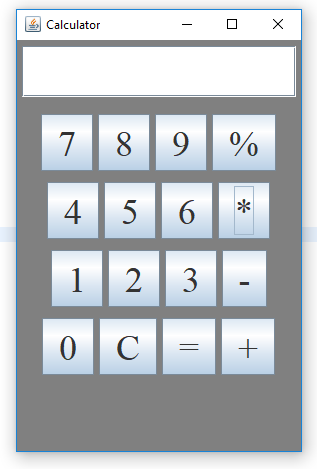 Calculator
7 8 9 %
4 5 6 *
1 2 3 -
0 C = +